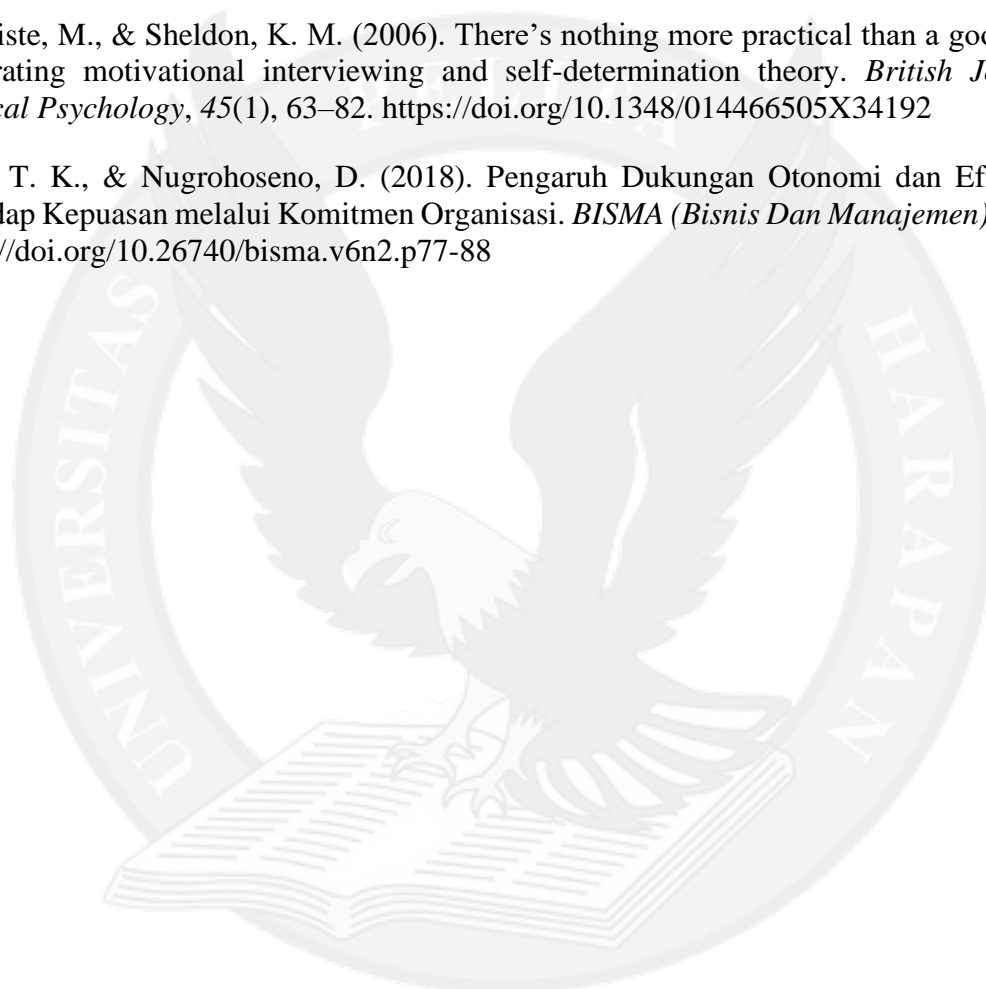 iste, M., & Sheldon, K. M. (2006). There’s nothing more practical than a goo
rating motivational interviewing and self-determination theory. British Je
cal Psychology, 45(1), 63–82. https://doi.org/10.1348/014466505X34192
T. K., & Nugrohoseno, D. (2018). Pengaruh Dukungan Otonomi dan Ef
dap Kepuasan melalui Komitmen Organisasi. BISMA (Bisnis Dan Manajemen)
//doi.org/10.26740/bisma.v6n2.p77-88
UNIVERSITAS
PELITA
HARAPAN